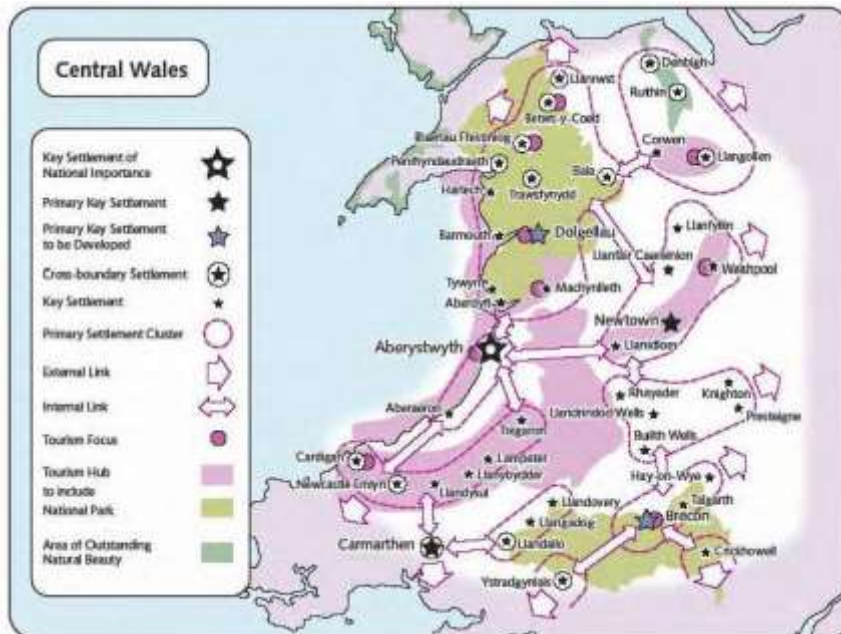 Central Wales
Key Settlement of
National Importance
Primary Key Settlement
Primary Key Settlement
to be Developed
Cross-boundary Settlement
Key Settlement
Primary Settlement Cluster
External Link
Internal Link
Tourism Focus
Tourism Hub
to include
National Park
Area of Outstanding
Natural Beauty
Denbigh
Llanrwst
Ruthin
Betws-y-Coed
Blaenau Ffestiniog
Corwen
Llangollen
Penrhyndeudraeth
Bala
Trawsfynydd
Harlech
Llanfyllin
Barmouth
Dolgellau
Llanfair Caereinion
Welshpool
Tywyn
Machynlleth
Aberdyfi
Newtown
Aberystwyth
Llanidloes
Rhayader
Knighton
Aberaeron
Llandrindod Wells
Presteigne
Tregaron
Builth Wells
Cardigan
Lampeter
Newcastle Emlyn
Llanybydder
Hay-on-Wye
Llandysul
Llandovery
Talgarth
Llangadog
Brecon
Carmarthen
Llandeilo
Crickhowell
Ystradgynlais